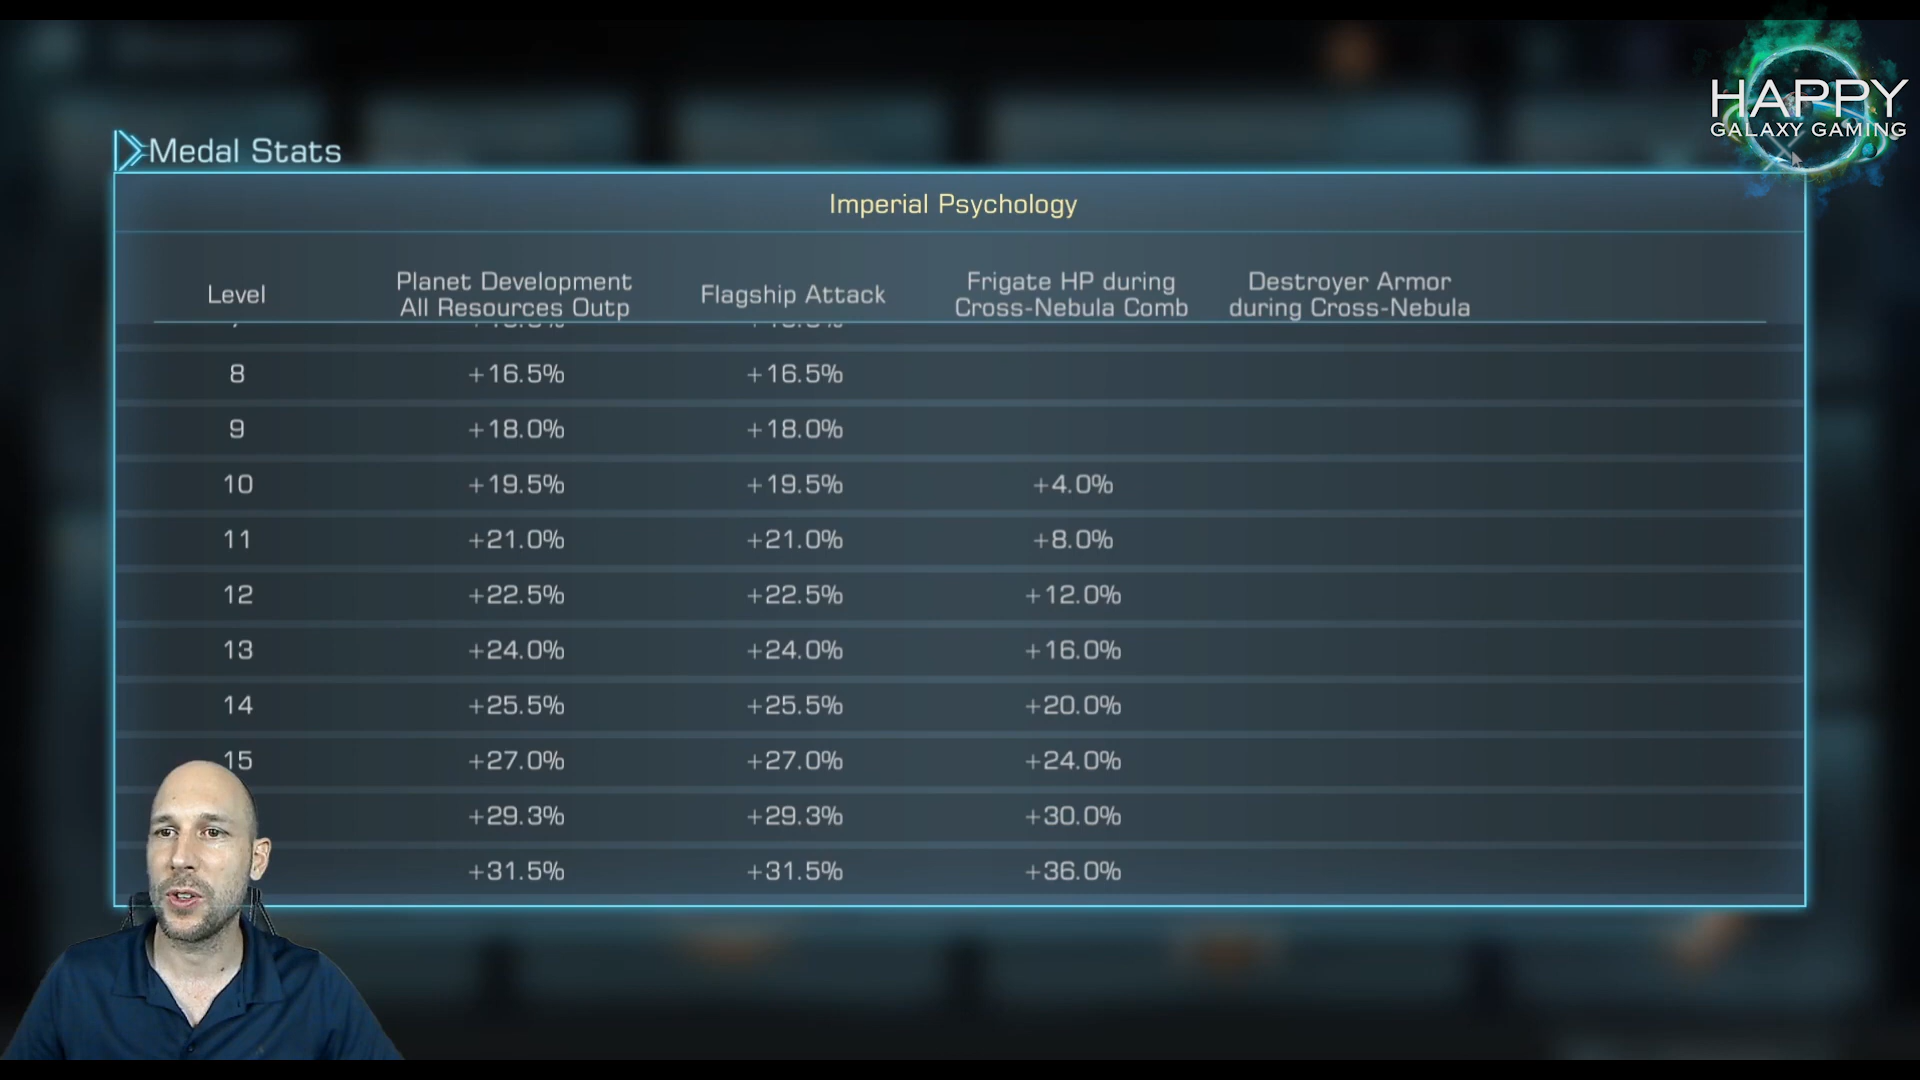 HAPPY
GALAXY GAMING
Medal Stats
Imperial Psychology
Level
Planet Development
All Resources Outp
Flagship Attack
Frigate HP during
Cross-Nebula Comb
Destroyer Armor
during Cross-Nebula
8 +16.5% +16.5%
9 +18.0% +18.0%
10 +19.5% +19.5% +4.0%
11 +21.0% +21.0% +8.0%
12 +22.5% +22.5% +12.0%
13 +24.0% +24.0% +16.0%
14 +25.5% +25.5% +20.0%
15 +27.0% +27.0% +24.0%
+29.3% +29.3% +30.0%
+31.5% +31.5% +36.0%